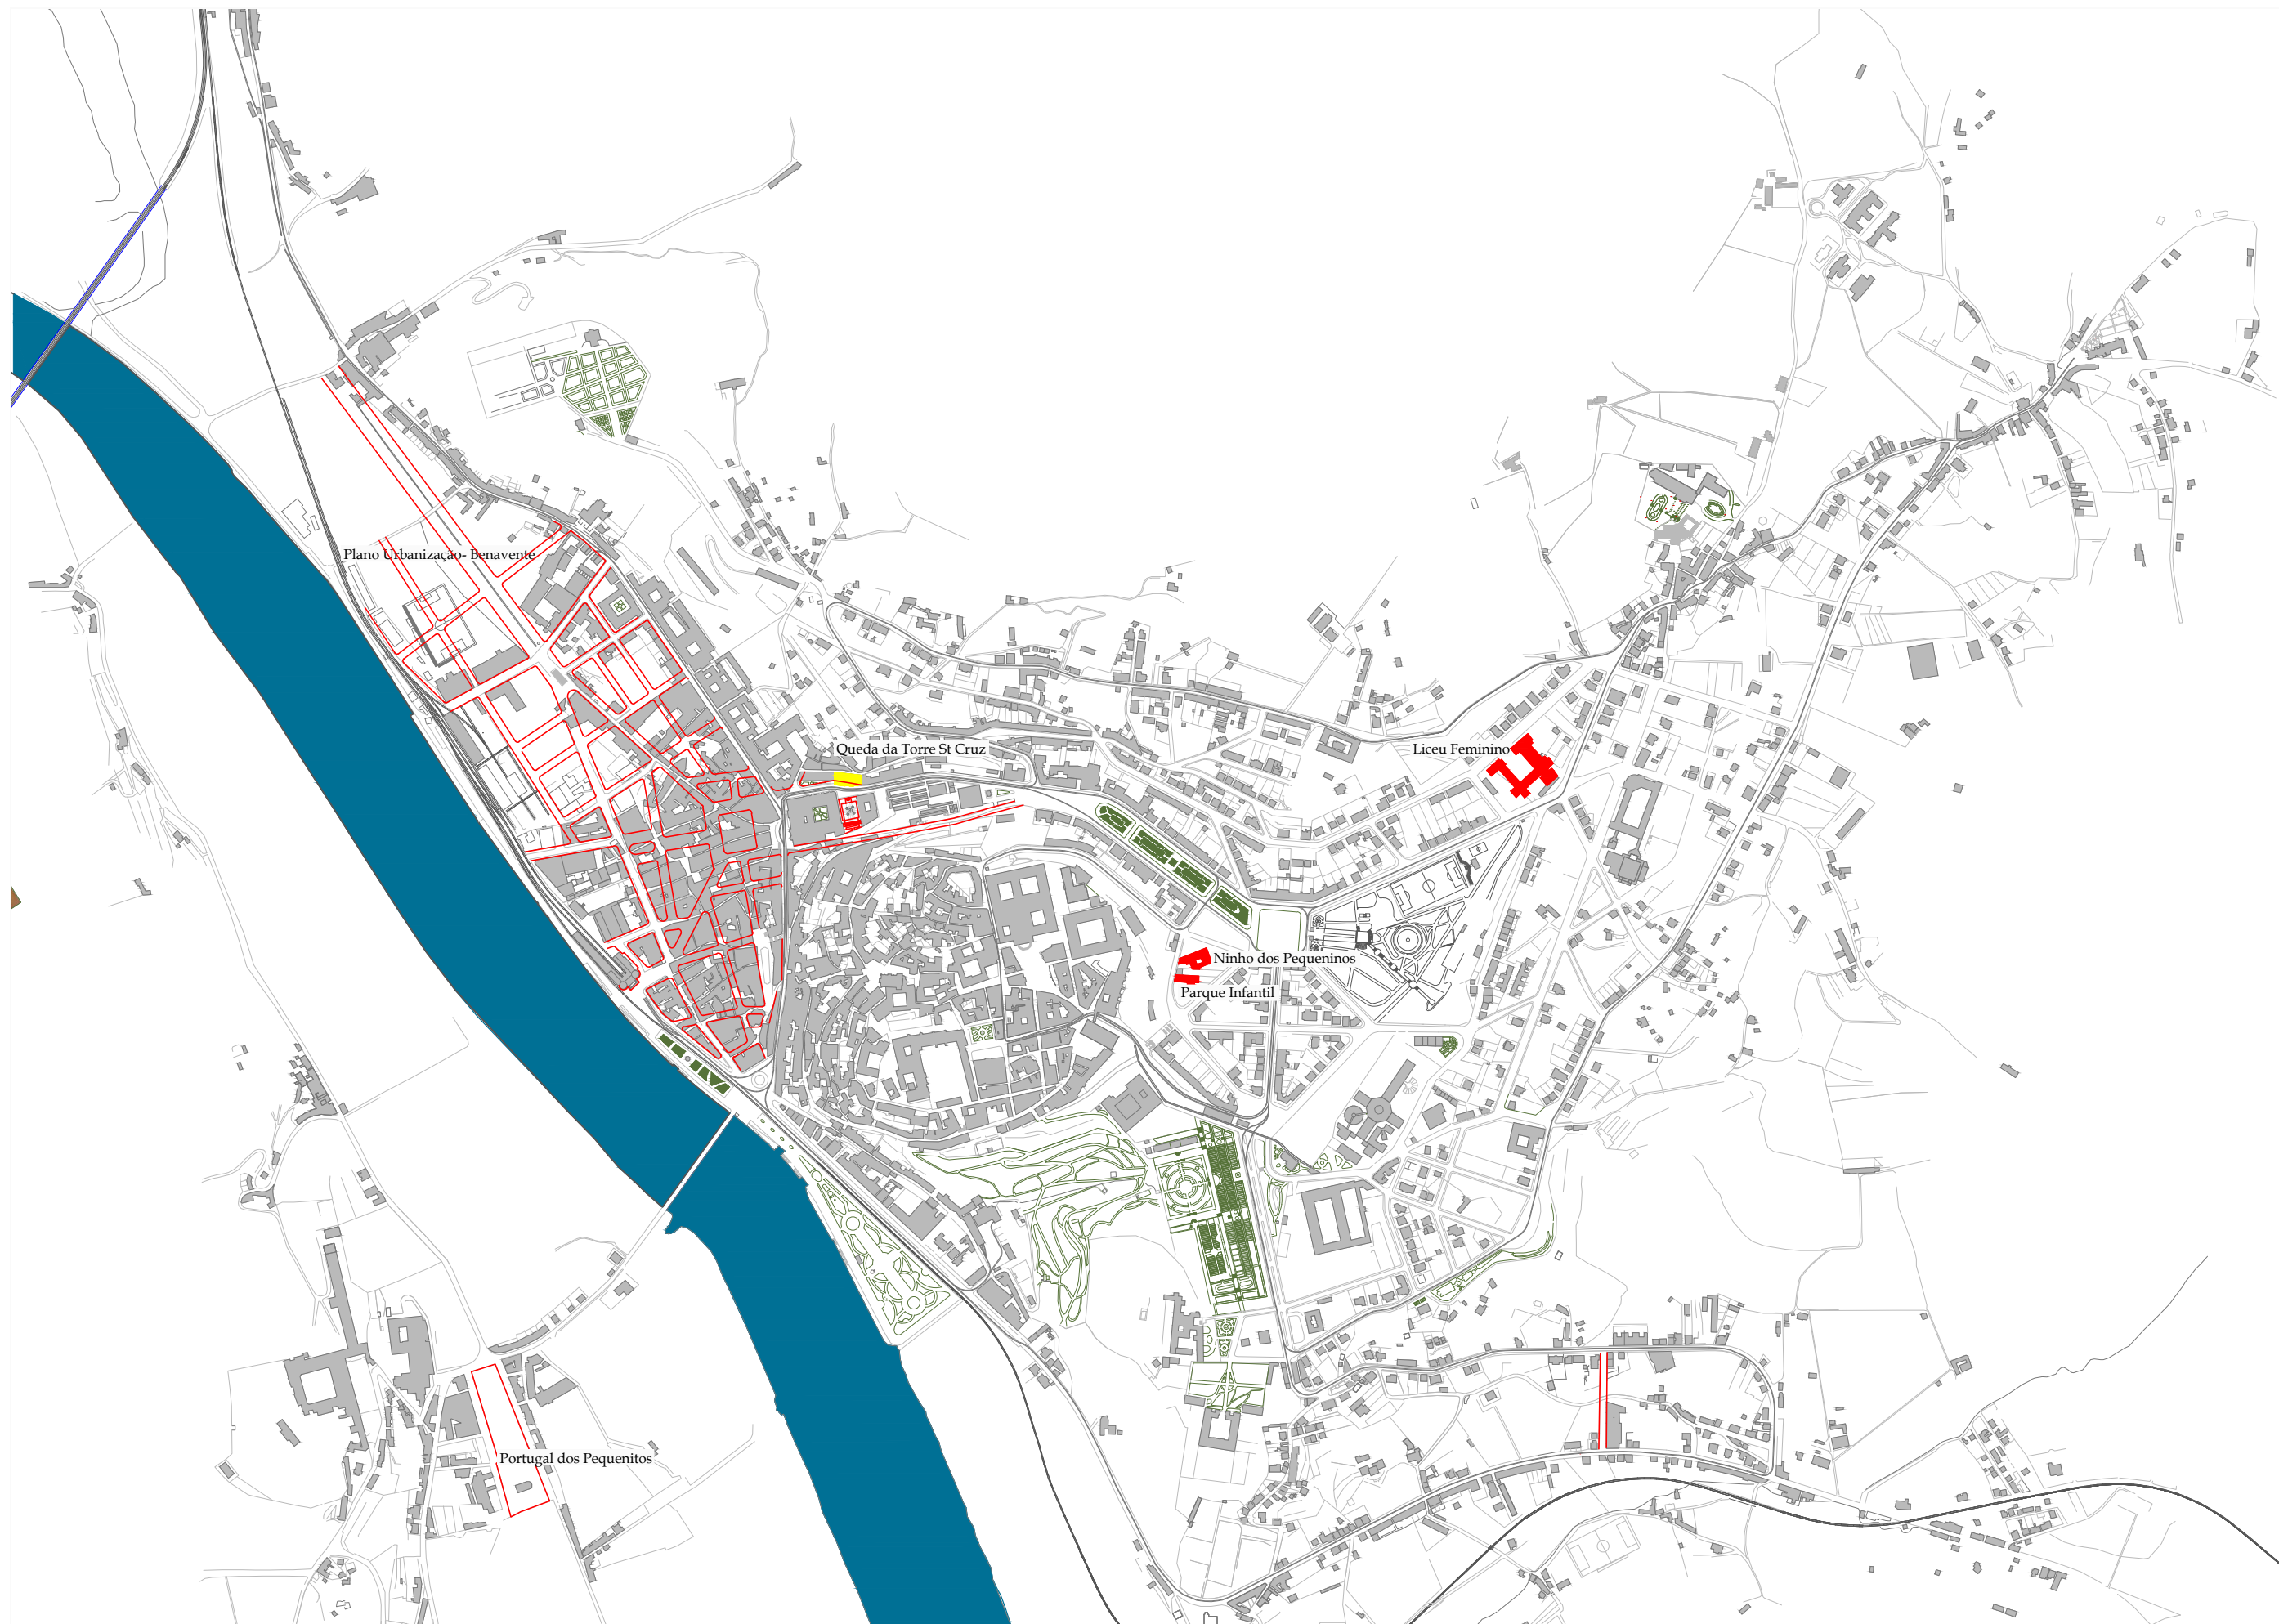 Plano Urbanização- Benavente
Queda da Torre St Cruz
Liceu Feminino
Ninho dos Pequeninos
Parque Infantil
Portugal dos Pequenitos